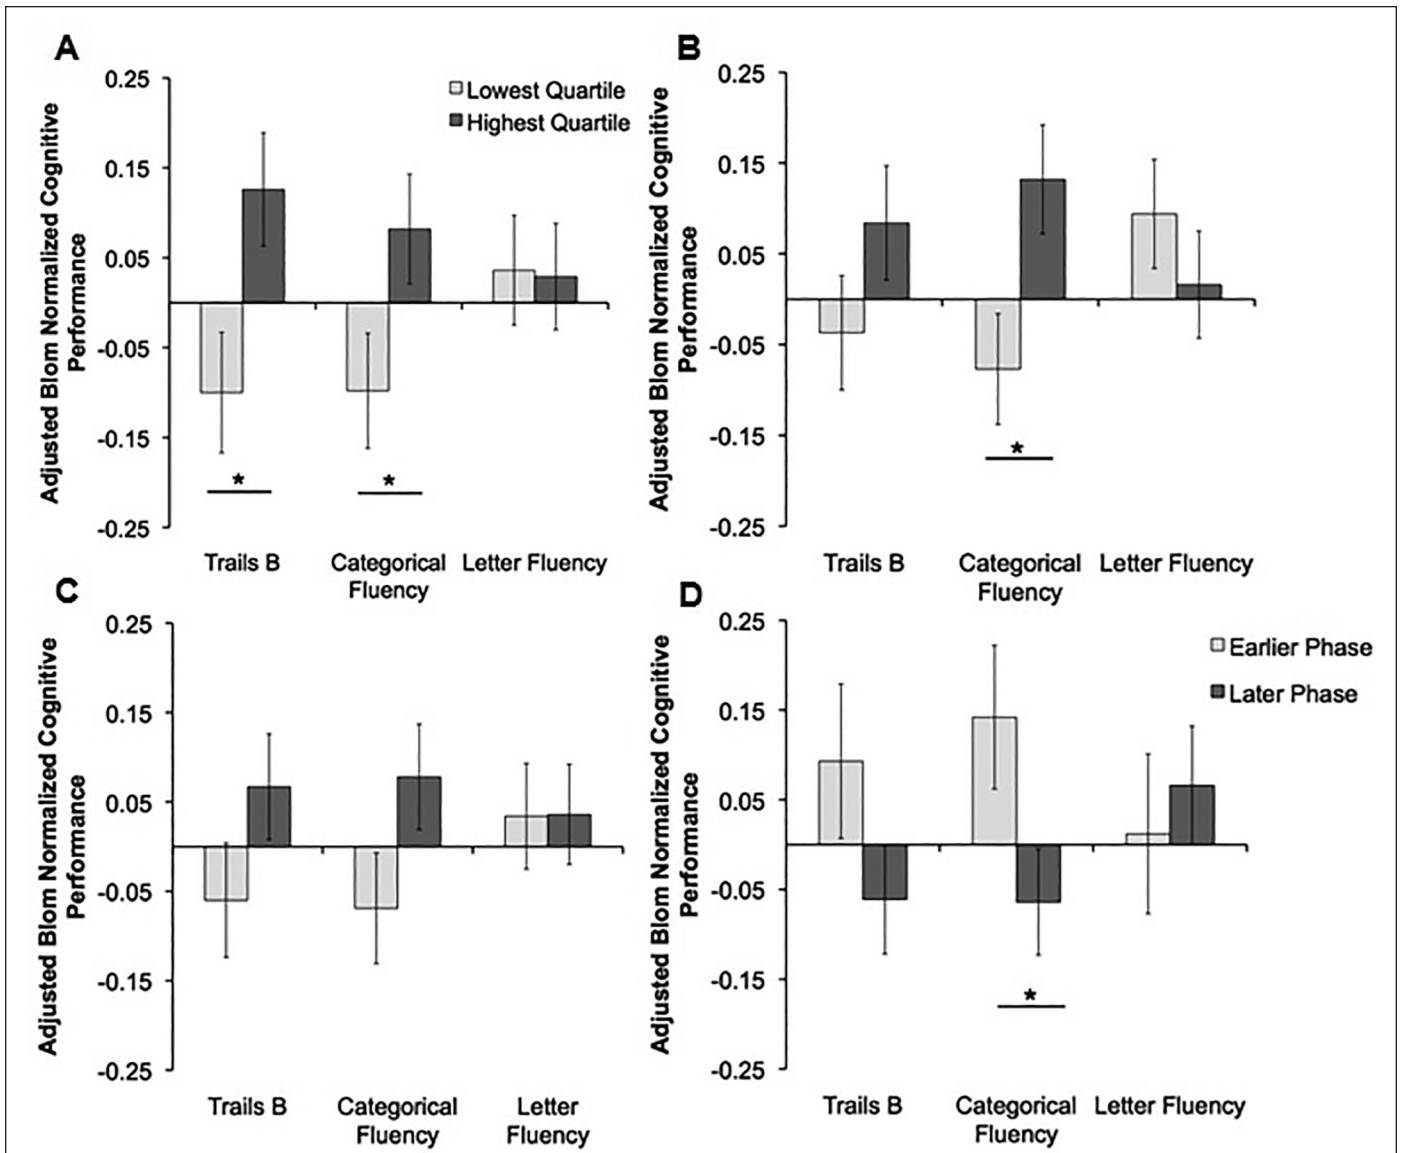 A
Adjusted Blom Normalized Cognitive
Performance
0.25
0.15
0.05
-0.05
-0.15
-0.25
Lowest Quartile
Highest Quartile
*
*
Trails B
Categorical
Fluency
Letter Fluency
B
Adjusted Blom Normalized Cognitive
Performance
0.25
0.15
0.05
-0.05
-0.15
-0.25
*
Trails B
Categorical
Fluency
Letter Fluency
C
Adjusted Blom Normalized Cognitive
Performance
0.25
0.15
0.05
-0.05
-0.15
-0.25
Trails B
Categorical
Fluency
Letter
Fluency
D
Adjusted Blom Normalized Cognitive
Performance
0.25
0.15
0.05
-0.05
-0.15
-0.25
Earlier Phase
Later Phase
*
Trails B
Categorical
Fluency
Letter Fluency